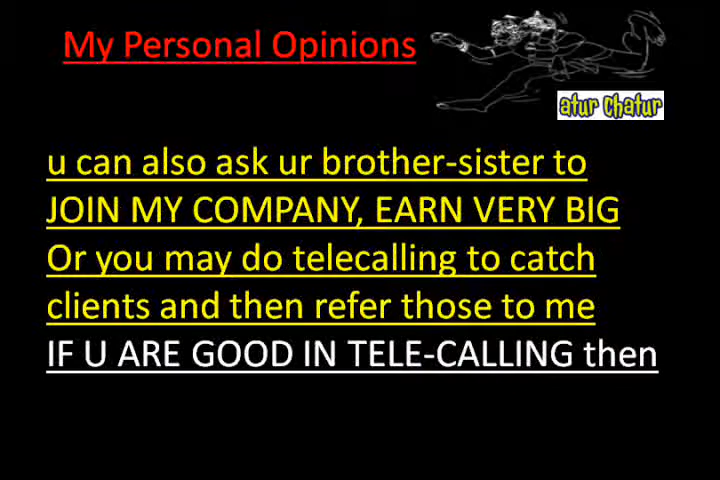 My Personal Opinions
atur chatur
u can also ask ur brother-sister to
JOIN MY COMPANY, EARN VERY BIG
Or you may do telecalling to catch
clients and then refer those to me
IF U ARE GOOD IN TELE-CALLING then